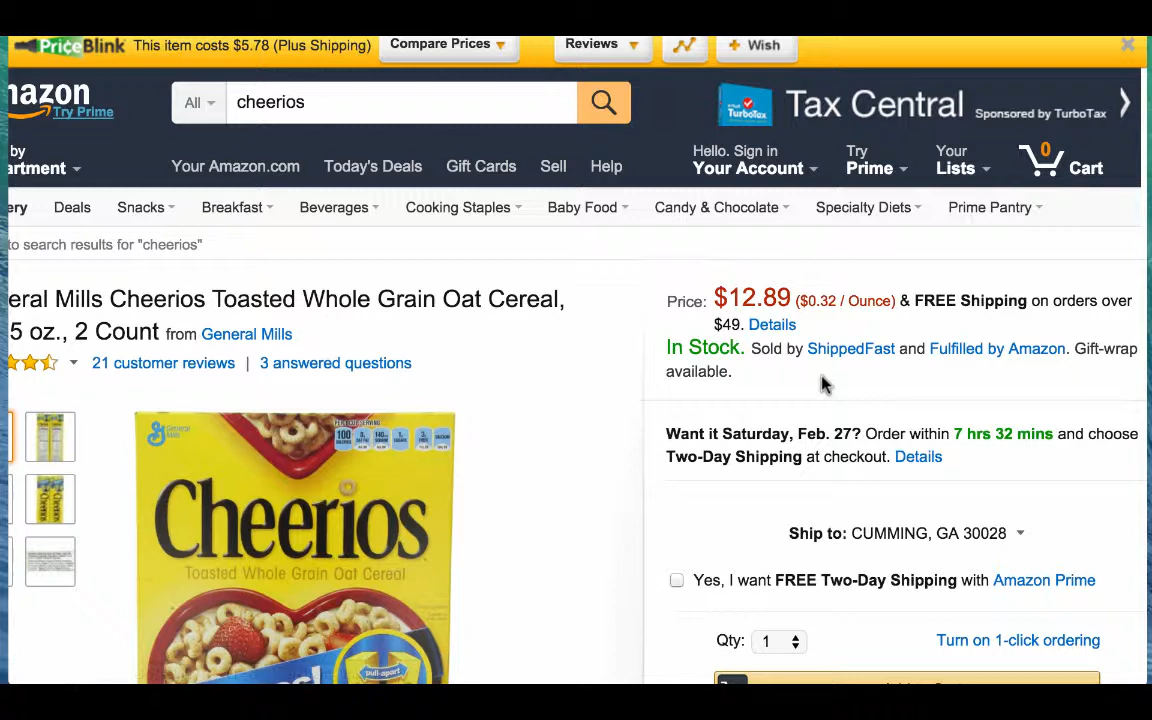 PriceBlink This item costs $5.78 (Plus Shipping) Compare Prices Reviews + Wish
mazon
Try Prime
All cheerios
TurboTax
Tax Central Sponsored by TurboTax
by
artment
Your Amazon.com Today's Deals Gift Cards Sell Help
Hello. Sign in
Your Account
Try
Prime
Your
Lists
0
Cart
ery Deals Snacks Breakfast Beverages Cooking Staples Baby Food Candy & Chocolate Specialty Diets Prime Pantry
to search results for "cheerios"
eral Mills Cheerios Toasted Whole Grain Oat Cereal,
5 oz., 2 Count from General Mills
21 customer reviews | 3 answered questions
Price: $12.89 ($0.32 / Ounce) & FREE Shipping on orders over
$49. Details
In Stock. Sold by ShippedFast and Fulfilled by Amazon. Gift-wrap
available.
Want it Saturday, Feb. 27? Order within 7 hrs 32 mins and choose
Two-Day Shipping at checkout. Details
Ship to: CUMMING, GA 30028
Yes, I want FREE Two-Day Shipping with Amazon Prime
Qty: 1
Turn on 1-click ordering
General
Mills
100
Cheerios
Toasted Whole Grain Oat Cereal
pull-apart